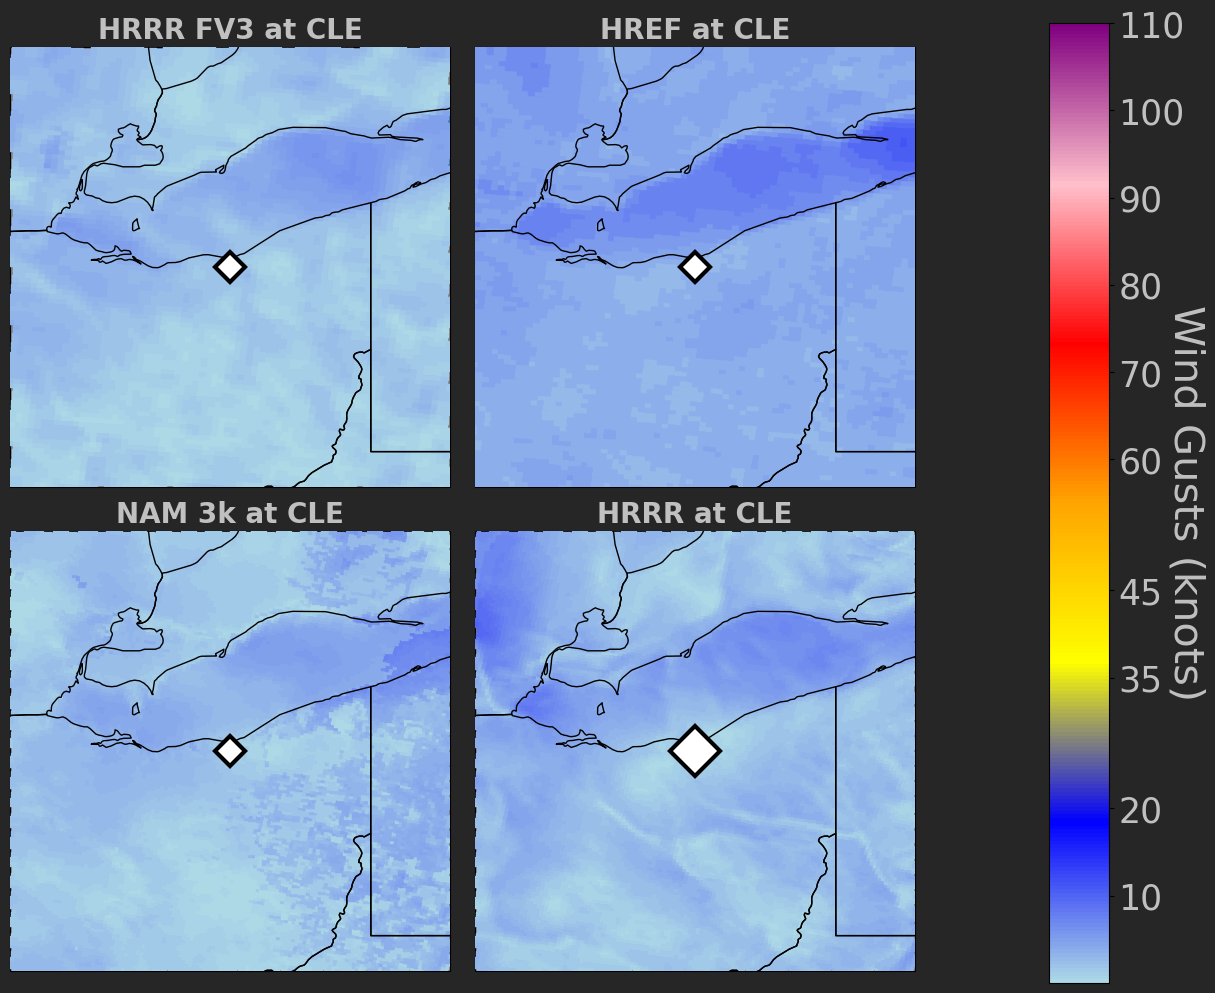 HRRR FV3 at CLE
HREF at CLE
NAM 3k at CLE
HRRR at CLE
110
100
90
80
70
60
45
35
20
10
Wind Gusts (knots)